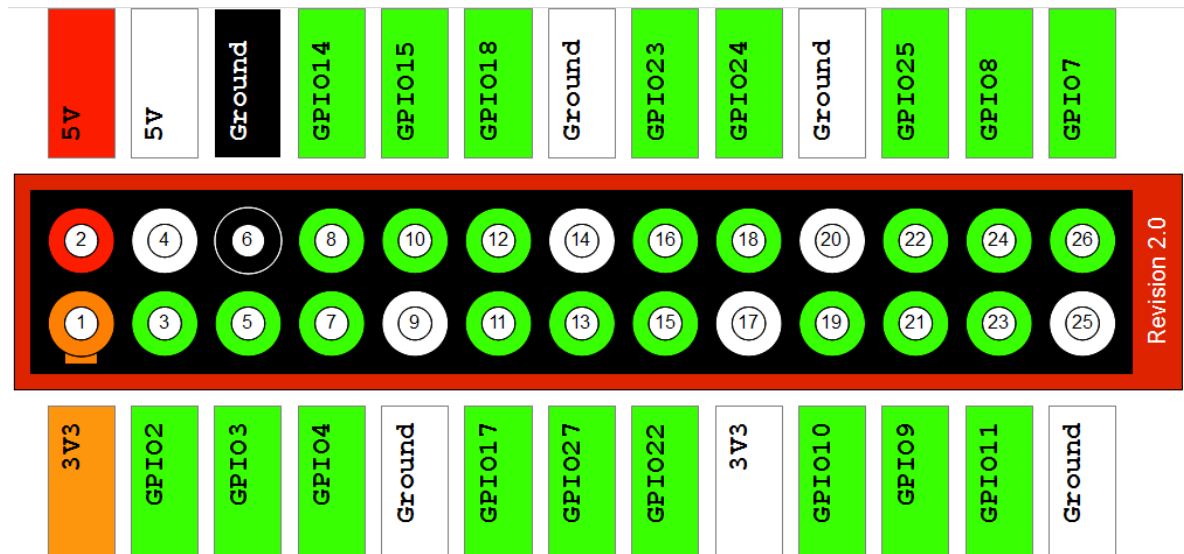 5V
5V
Ground
GPIO14
GPIO15
GPIO18
Ground
GPIO23
GPIO24
Ground
GPIO25
GPIO8
GPIO7
2 4 6 8 10 12 14 16 18 20 22 24 26
1 3 5 7 9 11 13 15 17 19 21 23 25
Revision 2.0
3V3
GPIO2
GPIO3
GPIO4
Ground
GPIO17
GPIO27
GPIO22
3V3
GPIO10
GPIO9
GPIO11
Ground